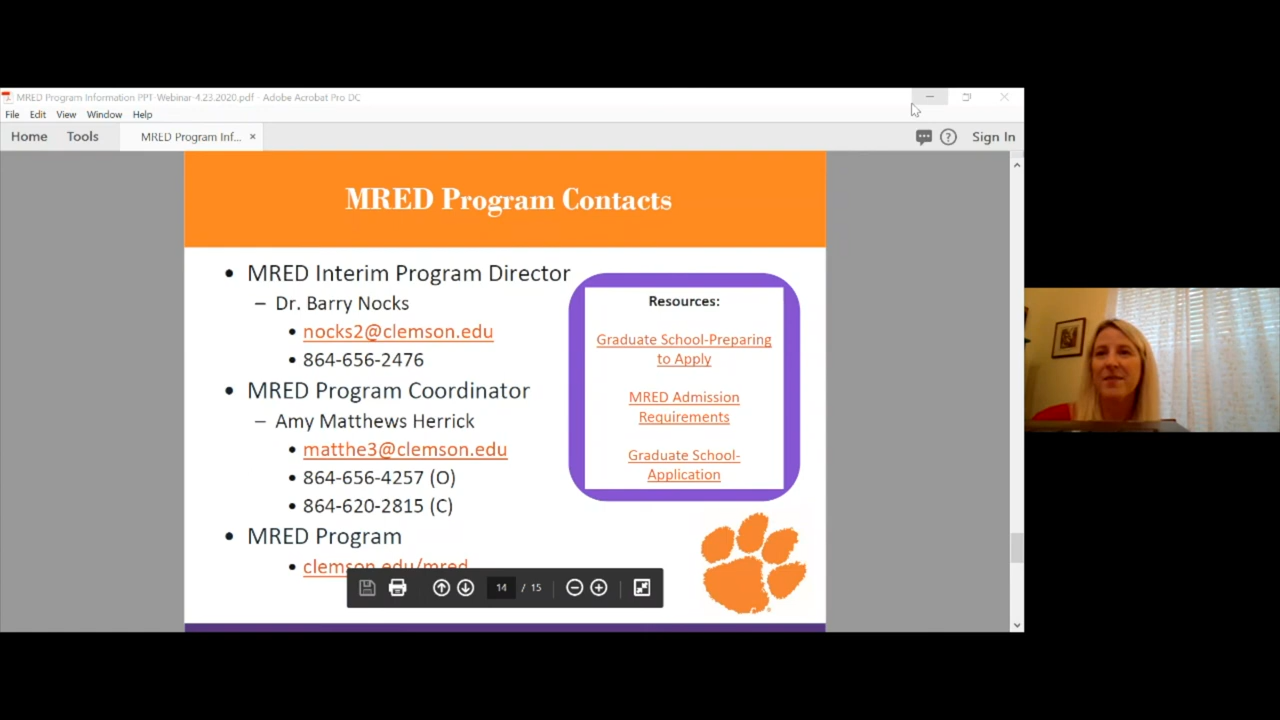 MRED Program Information PPT-Webinar-4.23.2020.pdf - Adobe Acrobat Pro DC
File Edit View Window Help
Home Tools MRED Program Inf... × Sign In
MRED Program Contacts
• MRED Interim Program Director
– Dr. Barry Nocks
• nocks2@clemson.edu
• 864-656-2476
• MRED Program Coordinator
– Amy Matthews Herrick
• matthe3@clemson.edu
• 864-656-4257 (O)
• 864-620-2815 (C)
• MRED Program
• clemson.edu/mred
Resources:
Graduate School-Preparing
to Apply
MRED Admission
Requirements
Graduate School-
Application
14 / 15